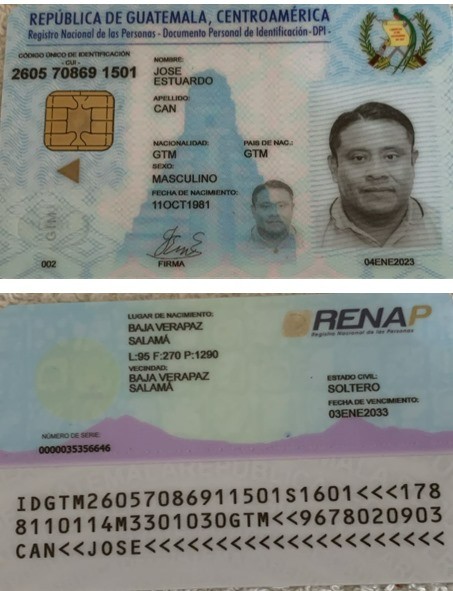 REPÚBLICA DE GUATEMALA, CENTROAMÉRICA
Registro Nacional de las Personas - Documento Personal de Identificación - DPI -
CÓDIGO ÚNICO DE IDENTIFICACIÓN
- CUI -
2605 70869 1501
NOMBRE:
JOSE
ESTUARDO
APELLIDO:
CAN
NACIONALIDAD:
GTM
PAIS DE NAC.:
GTM
SEXO:
MASCULINO
FECHA DE NACIMIENTO:
11OCT1981
GTM
002
FIRMA
04ENE2023
LUGAR DE NACIMIENTO:
BAJA VERAPAZ
SALAMÁ
L:95 F:270 P:1290
VECINDAD:
BAJA VERAPAZ
SALAMÁ
RENAP
Registro Nacional de las Personas
ESTADO CIVIL:
SOLTERO
FECHA DE VENCIMIENTO:
03ENE2033
NÚMERO DE SERIE:
0000035356646
IDGTM26057086911501S1601<<<178
8110114M3301030GTM<<9678020903
CAN<<JOSE<<<<<<<<<<<<<<<<<<<<<